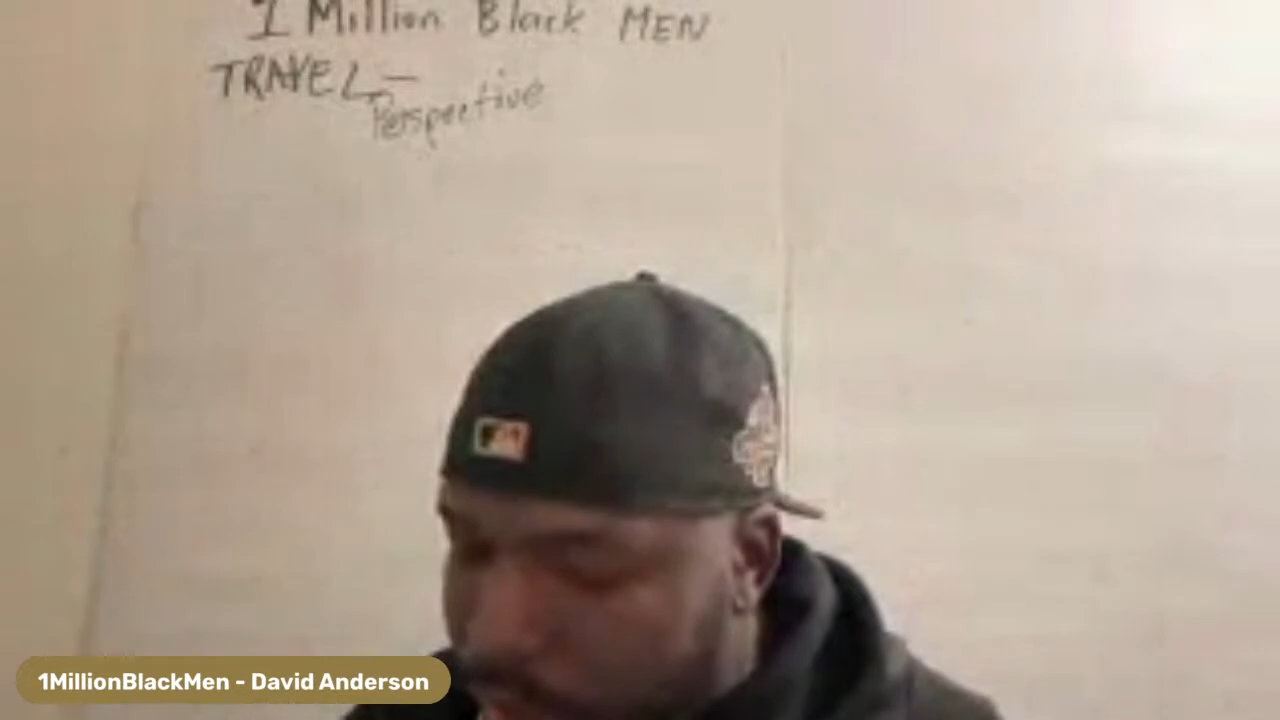 1 Million Black MEN
TRAVEL -
Perspective
1MillionBlackMen - David Anderson